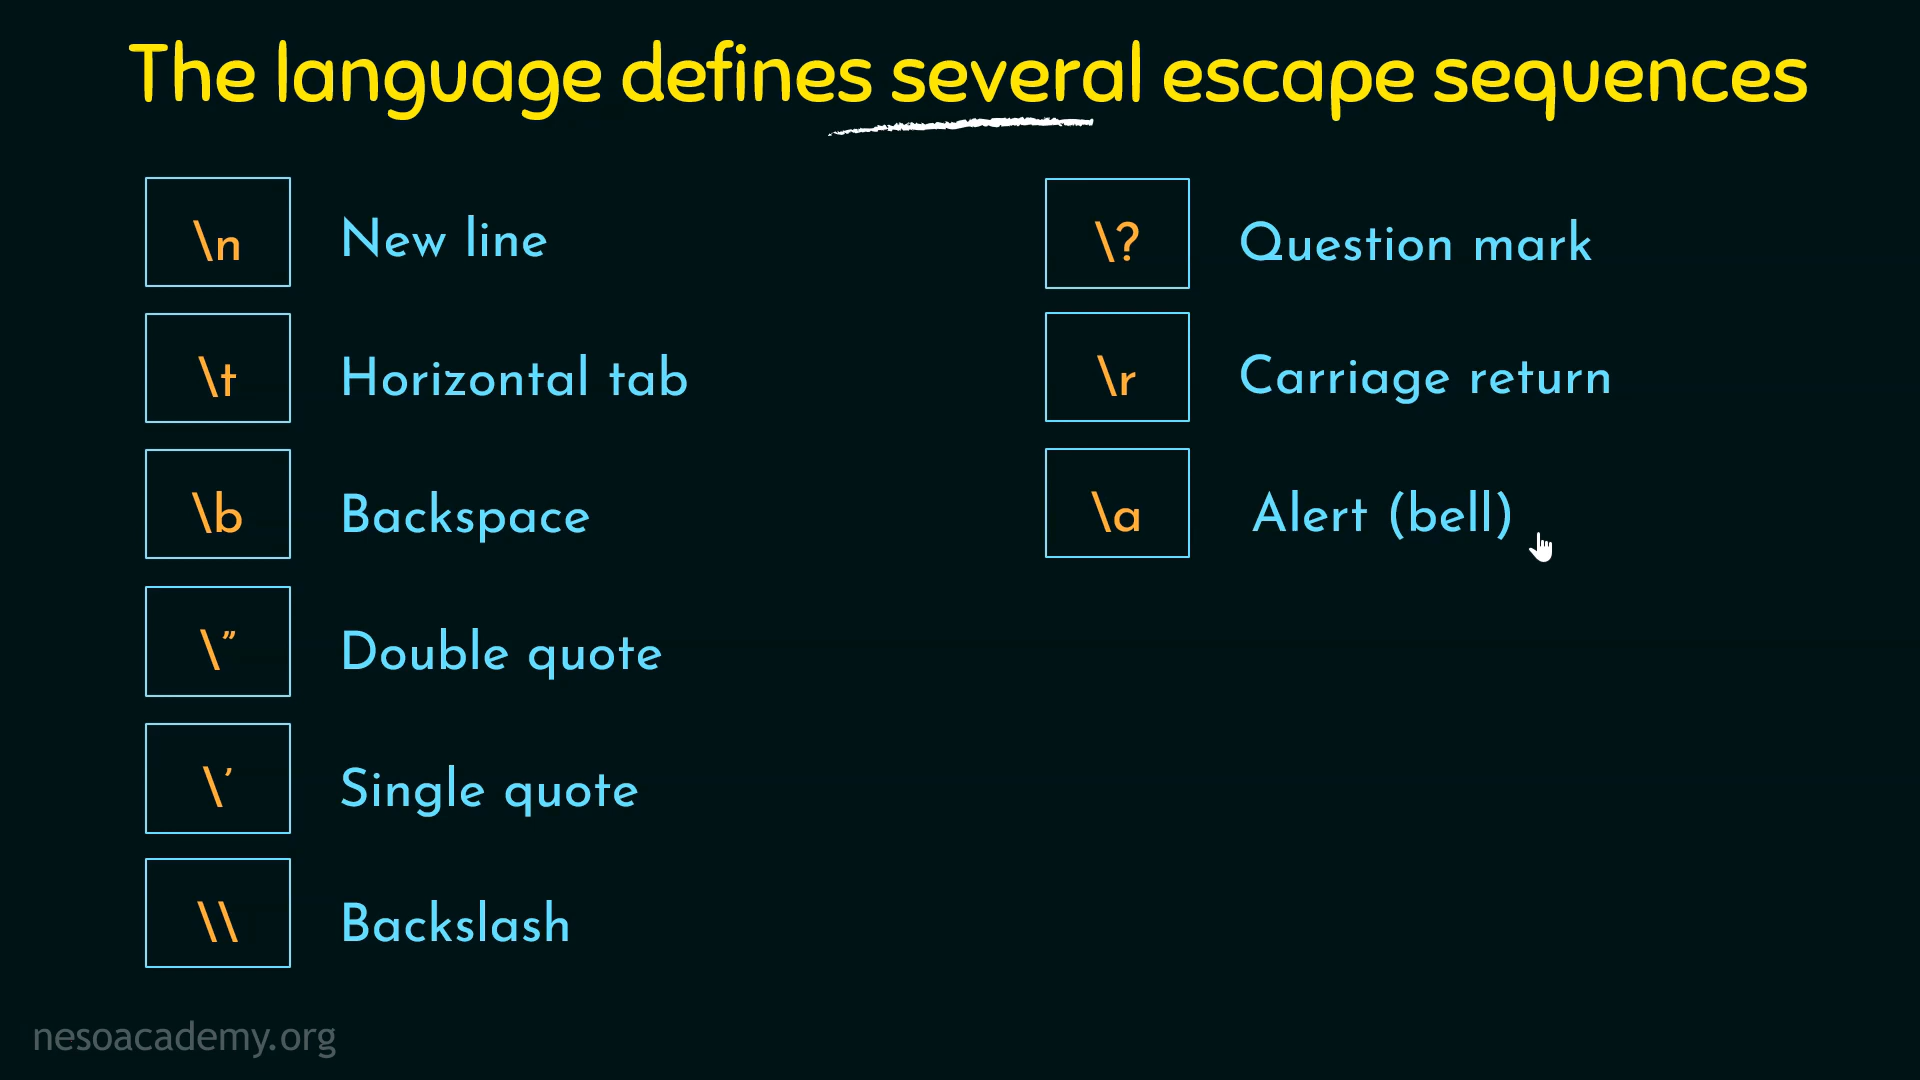 The language defines several escape sequences
\n New line
\t Horizontal tab
\b Backspace
\” Double quote
\’ Single quote
\\ Backslash
\? Question mark
\r Carriage return
\a Alert (bell)
nesoacademy.org